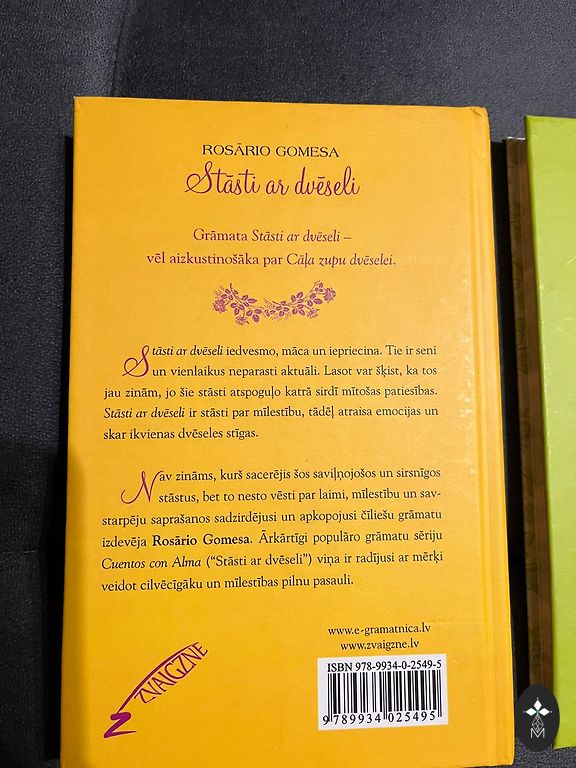 ROSĀRIO GOMESA
Stāsti ar dvēseli
Grāmata Stāsti ar dvēseli –
vēl aizkustinošāka par Cāļa zupu dvēselei.
Stāsti ar dvēseli iedvesmo, māca un iepriecina. Tie ir seni
un vienlaikus neparasti aktuāli. Lasot var šķist, ka tos
jau zinām, jo šie stāsti atspoguļo katrā sirdī mītošas patiesības.
Stāsti ar dvēseli ir stāsti par mīlestību, tādēļ atraisa emocijas un
skar ikvienas dvēseles stīgas.
Nav zināms, kurš sacerējis šos saviļņojošos un sirsnīgos
stāstus, bet to nesto vēsti par laimi, mīlestību un sav-
starpēju saprašanos sadzirdējusi un apkopojusi čīliešu grāmatu
izdevēja Rosārio Gomesa. Ārkārtīgi populāro grāmatu sēriju
Cuentos con Alma (“Stāsti ar dvēseli”) viņa ir radījusi ar mērķi
veidot cilvēcīgāku un mīlestības pilnu pasauli.
www.e-gramatnica.lv
www.zvaigzne.lv
ZVAIGZNE
ISBN 978-9934-0-2549-5
9 789934 025495
M